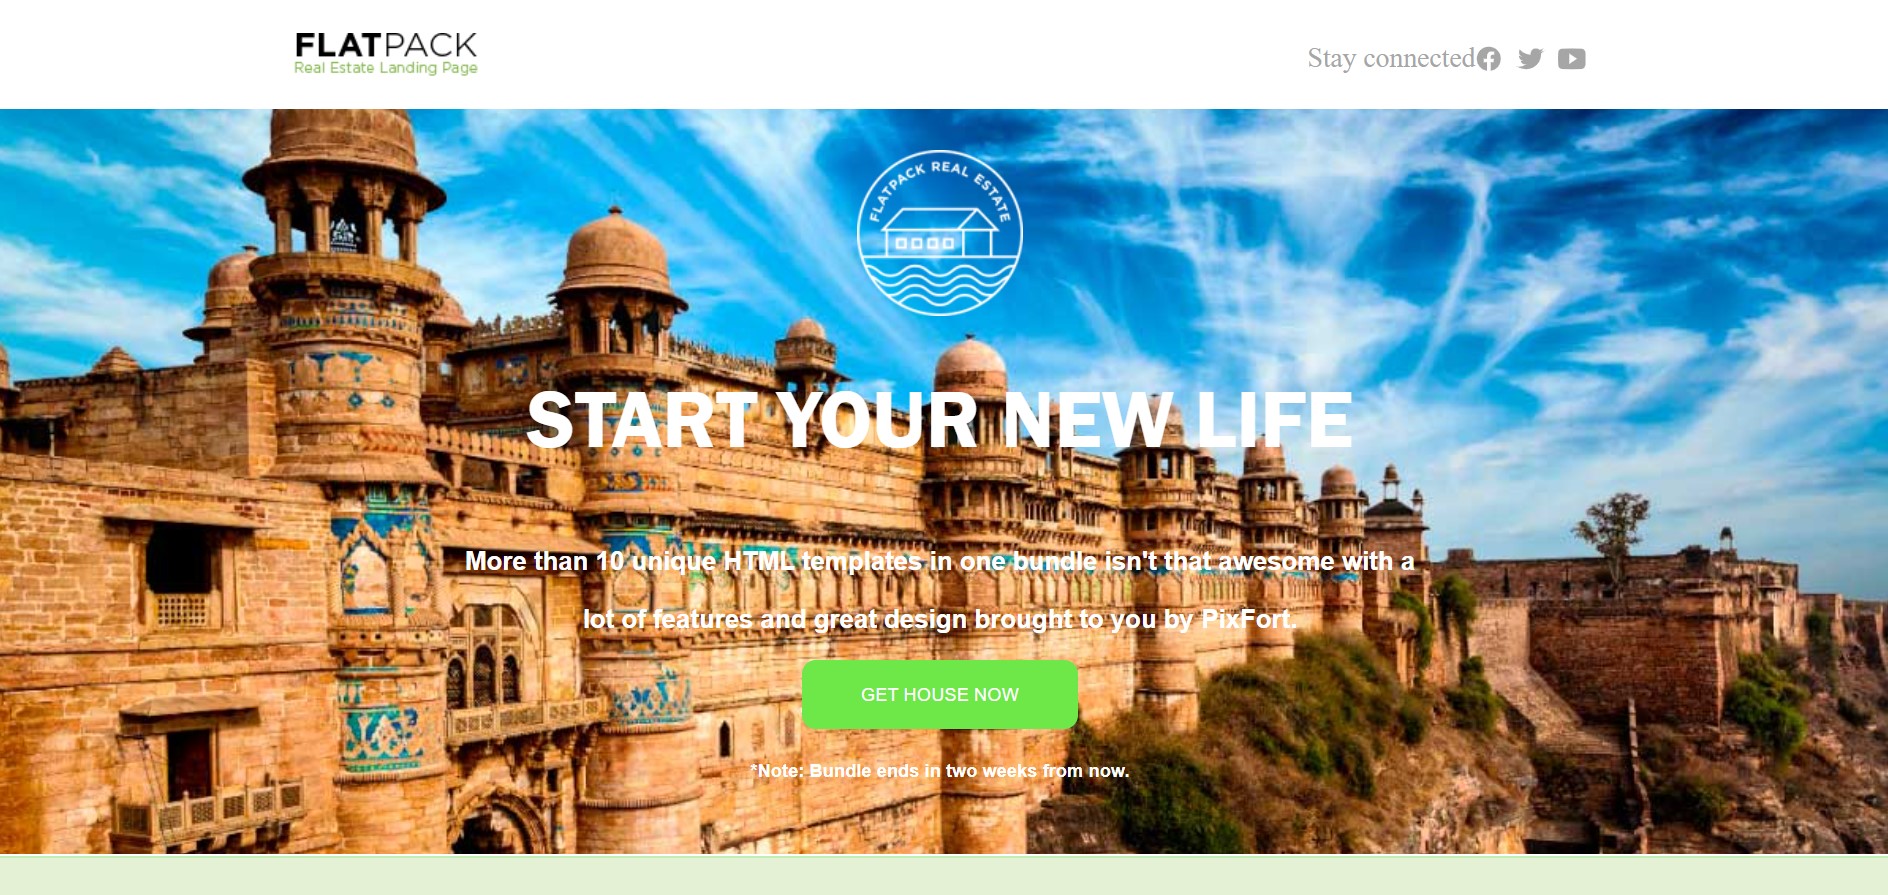 FLATPACK
Real Estate Landing Page
Stay connected
FLATPACK REAL ESTATE
START YOUR NEW LIFE
More than 10 unique HTML templates in one bundle isn't that awesome with a
lot of features and great design brought to you by PixFort.
GET HOUSE NOW
*Note: Bundle ends in two weeks from now.